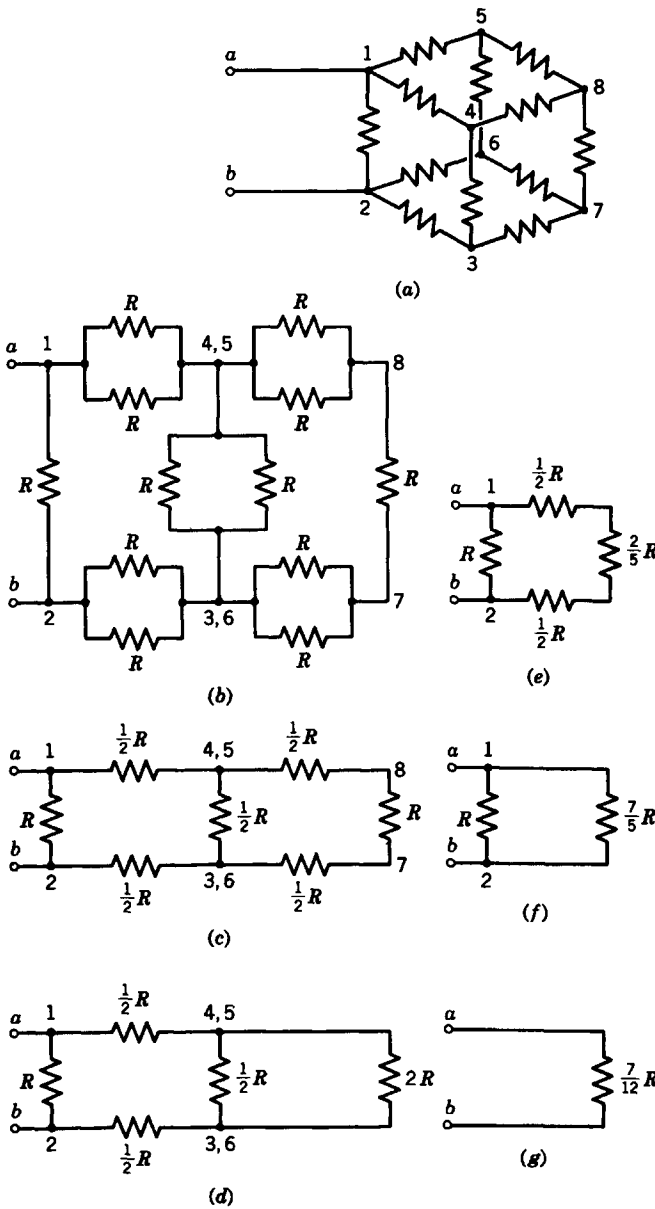 5
a 1
8
4
6
b
2 7
3
(a)
R R
a 1 4, 5 8
R R
R R R R
R R
b
2 3, 6 7
R R
(b)
a 1 ½R
R ⅖R
b
2 ½R
(e)
½R ½R
a 1 4, 5 8
R ½R R
b
2 3, 6 7
½R ½R
(c)
a 1
R 7/5R
b
2
(f)
½R
a 1 4, 5
R ½R 2R
b
2 3, 6
½R
(d)
a
7/12R
b
(g)